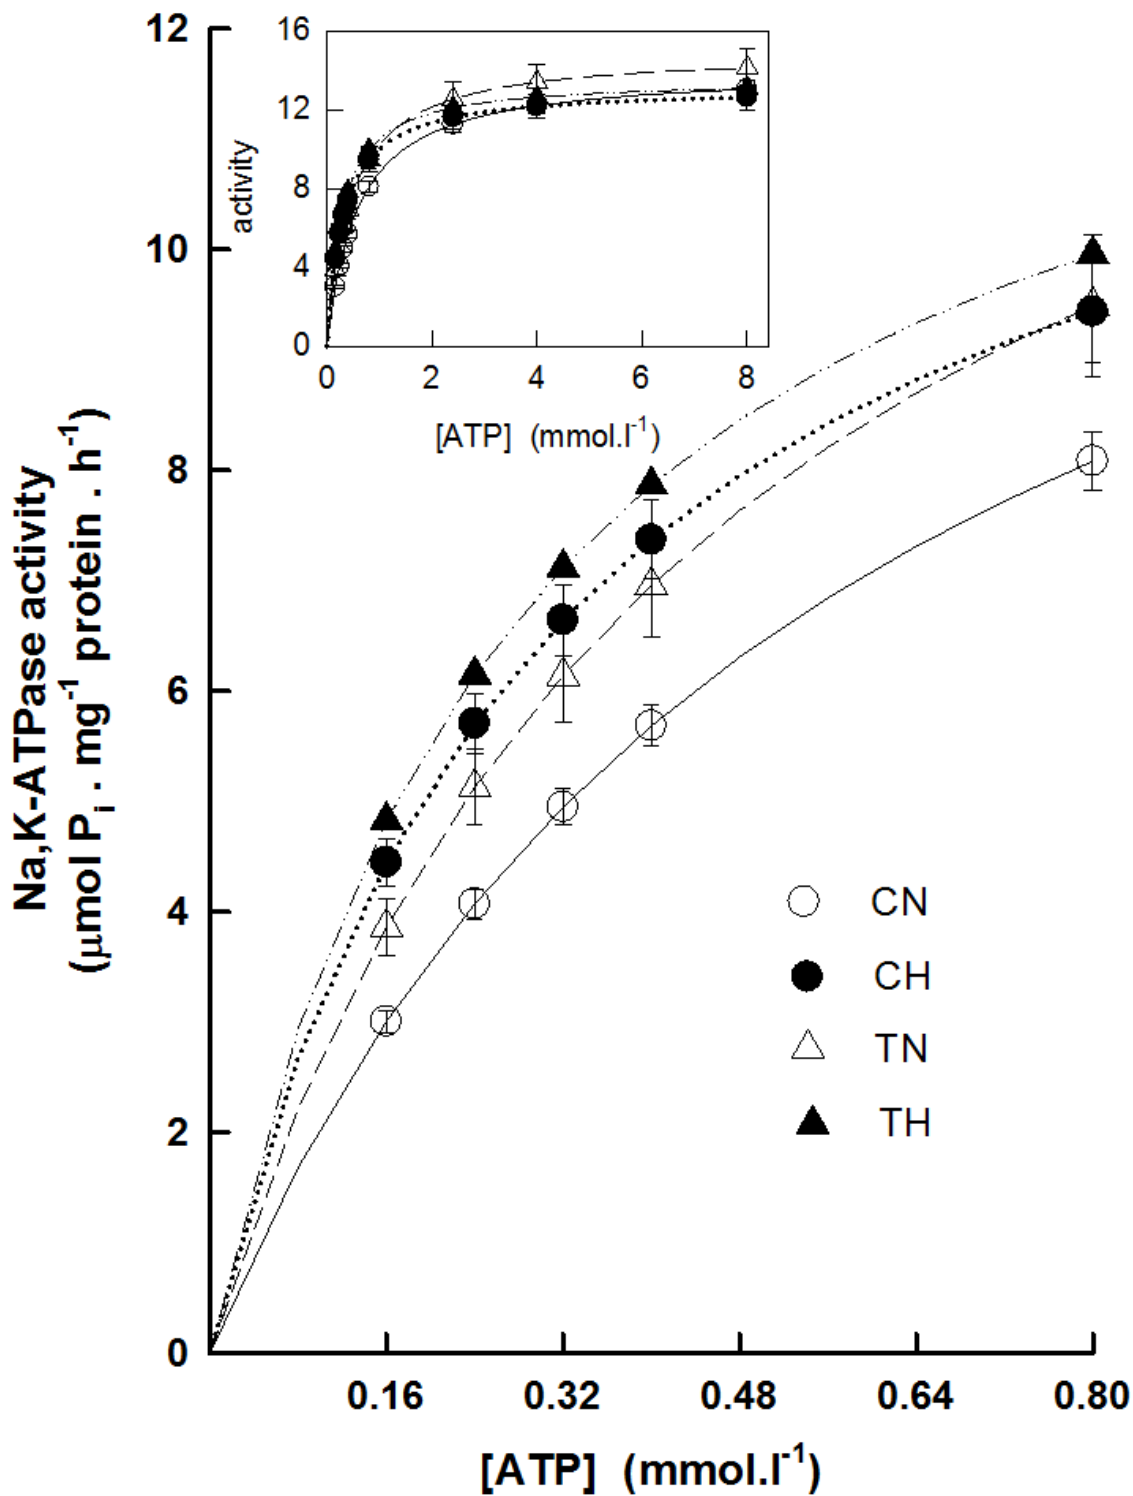 12
10
8
6
4
2
0
Na,K-ATPase activity
(μmol Pi . mg-1 protein . h-1)
0.16 0.32 0.48 0.64 0.80
[ATP] (mmol.l-1)
16
12
8
4
0
activity
0 2 4 6 8
[ATP] (mmol.l-1)
CN
CH
TN
TH